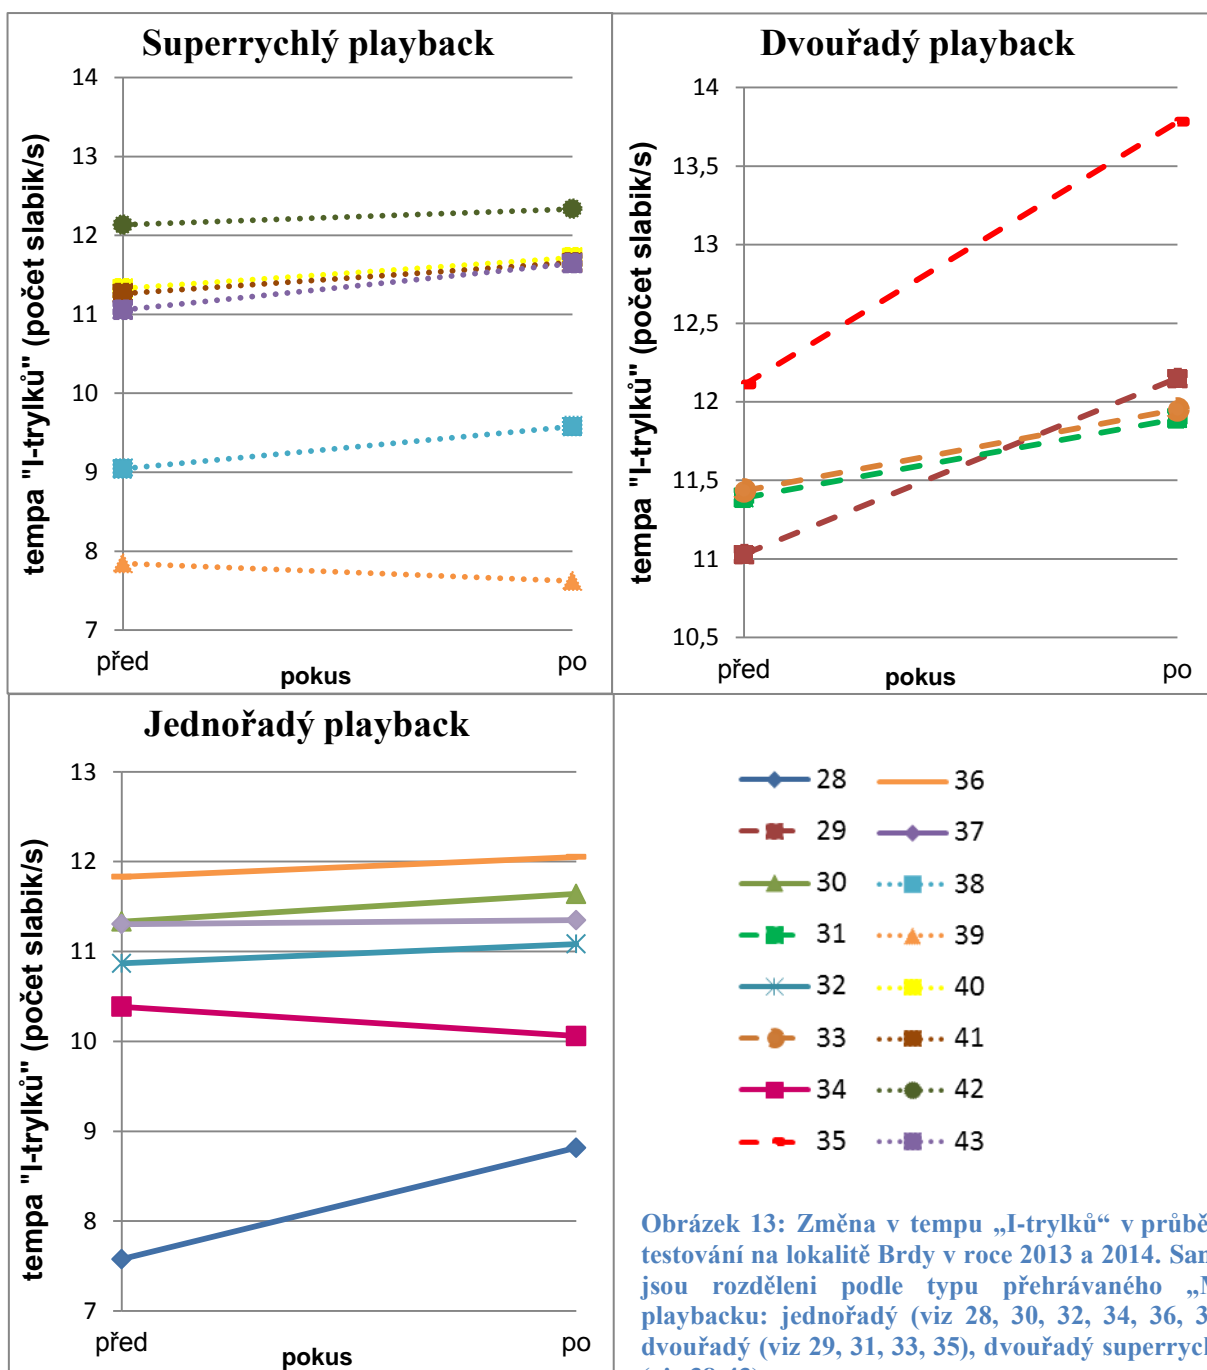 Superrychlý playback
tempa "I-trylků" (počet slabik/s)
14
13
12
11
10
9
8
7
před
po
pokus
Dvouřadý playback
tempa "I-trylků" (počet slabik/s)
14
13,5
13
12,5
12
11,5
11
10,5
před
po
pokus
Jednořadý playback
tempa "I-trylků" (počet slabik/s)
13
12
11
10
9
8
7
před
po
pokus
28
29
30
31
32
33
34
35
36
37
38
39
40
41
42
43
Obrázek 13: Změna v tempu „I-trylků“ v
testování na lokalitě Brdy v roce 2013 a 2014.
jsou rozděleni podle typu přehrávaného
playbacku: jednořadý (viz 28, 30, 32, 34, 36,
dvouřadý (viz 29, 31, 33, 35), dvouřadý